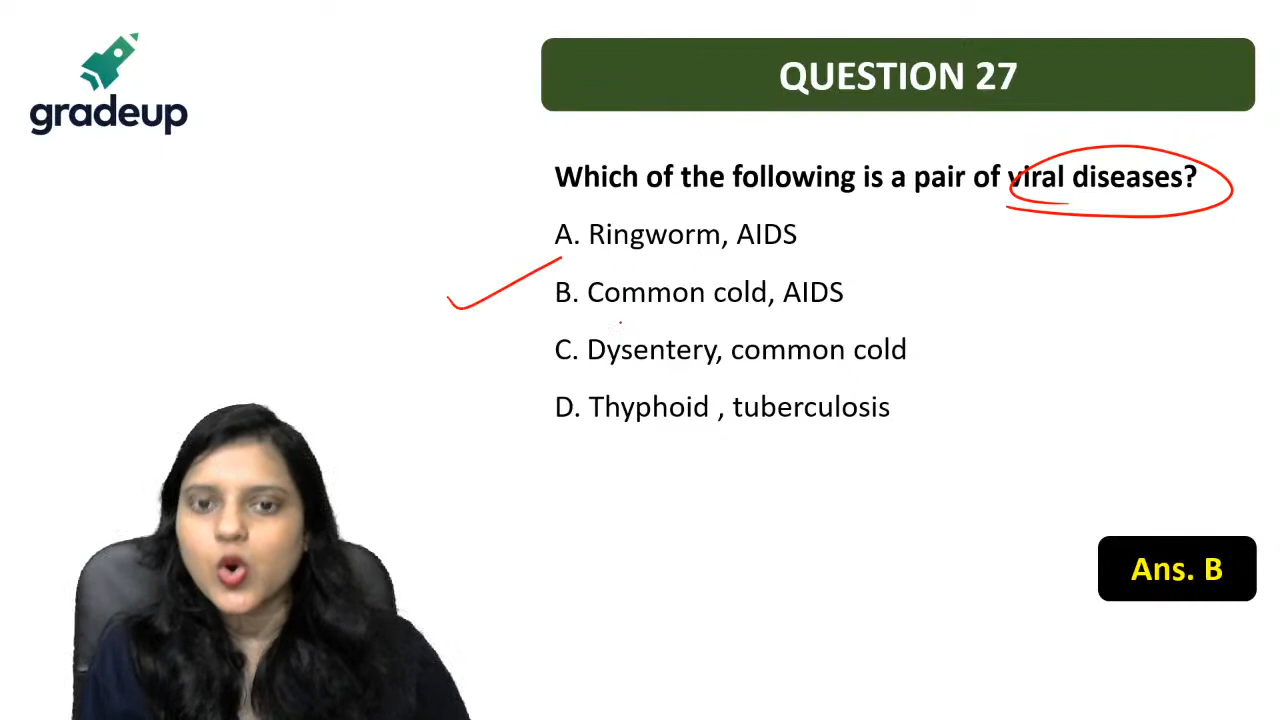 gradeup
QUESTION 27
Which of the following is a pair of viral diseases?
A. Ringworm, AIDS
B. Common cold, AIDS
C. Dysentery, common cold
D. Thyphoid , tuberculosis
Ans. B